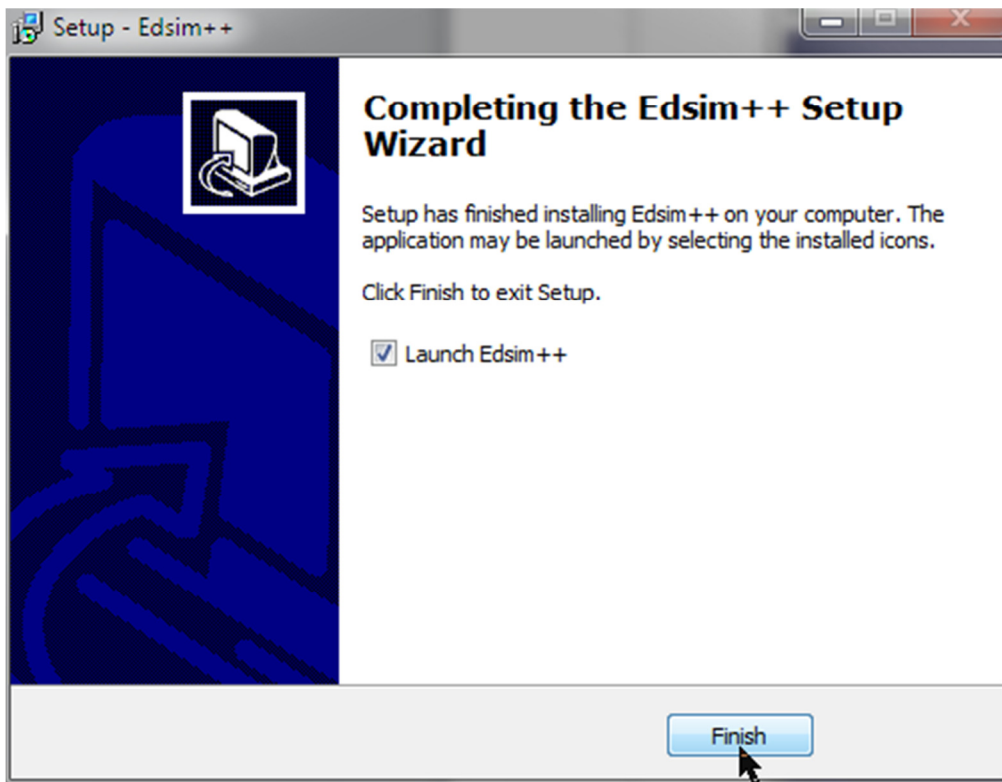 Setup - Edsim++
Completing the Edsim++ Setup
Wizard
Setup has finished installing Edsim++ on your computer. The
application may be launched by selecting the installed icons.
Click Finish to exit Setup.
Launch Edsim++
Finish